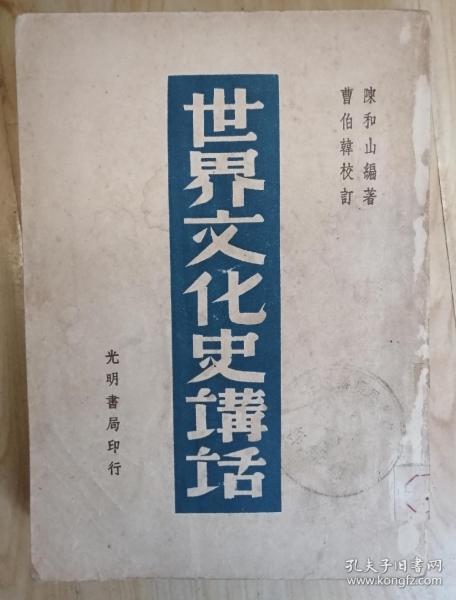 陳和山編著
曹伯韓校訂
世界文化史講話
光明書局印行
孔夫子旧书网
www.kongfz.com